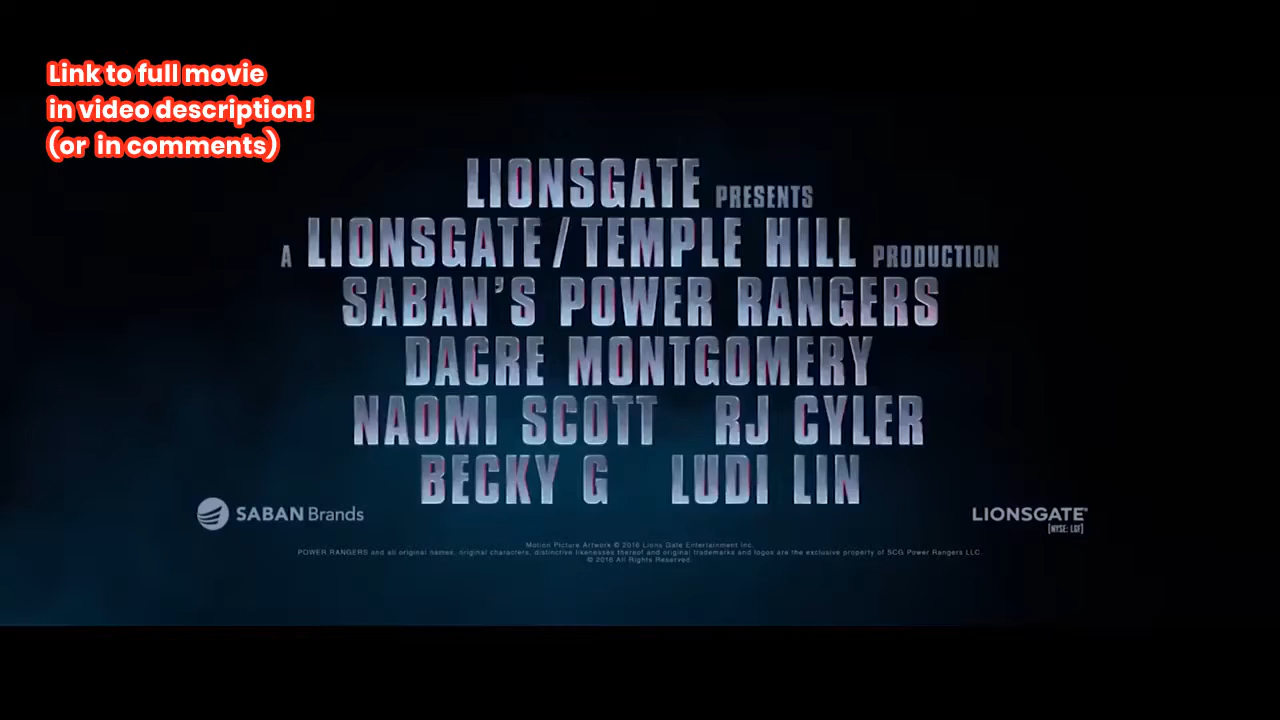 Link to full movie
in video description!
(or in comments)
LIONSGATE PRESENTS
A LIONSGATE / TEMPLE HILL PRODUCTION
SABAN'S POWER RANGERS
DACRE MONTGOMERY
NAOMI SCOTT RJ CYLER
BECKY G LUDI LIN
SABAN Brands
LIONSGATE®
[NYSE: LGF]
Motion Picture Artwork © 2016 Lions Gate Entertainment Inc.
POWER RANGERS and all original names, original characters, distinctive likenesses thereof and original trademarks and logos are the exclusive property of SCG Power Rangers LLC.
© 2016 All Rights Reserved.